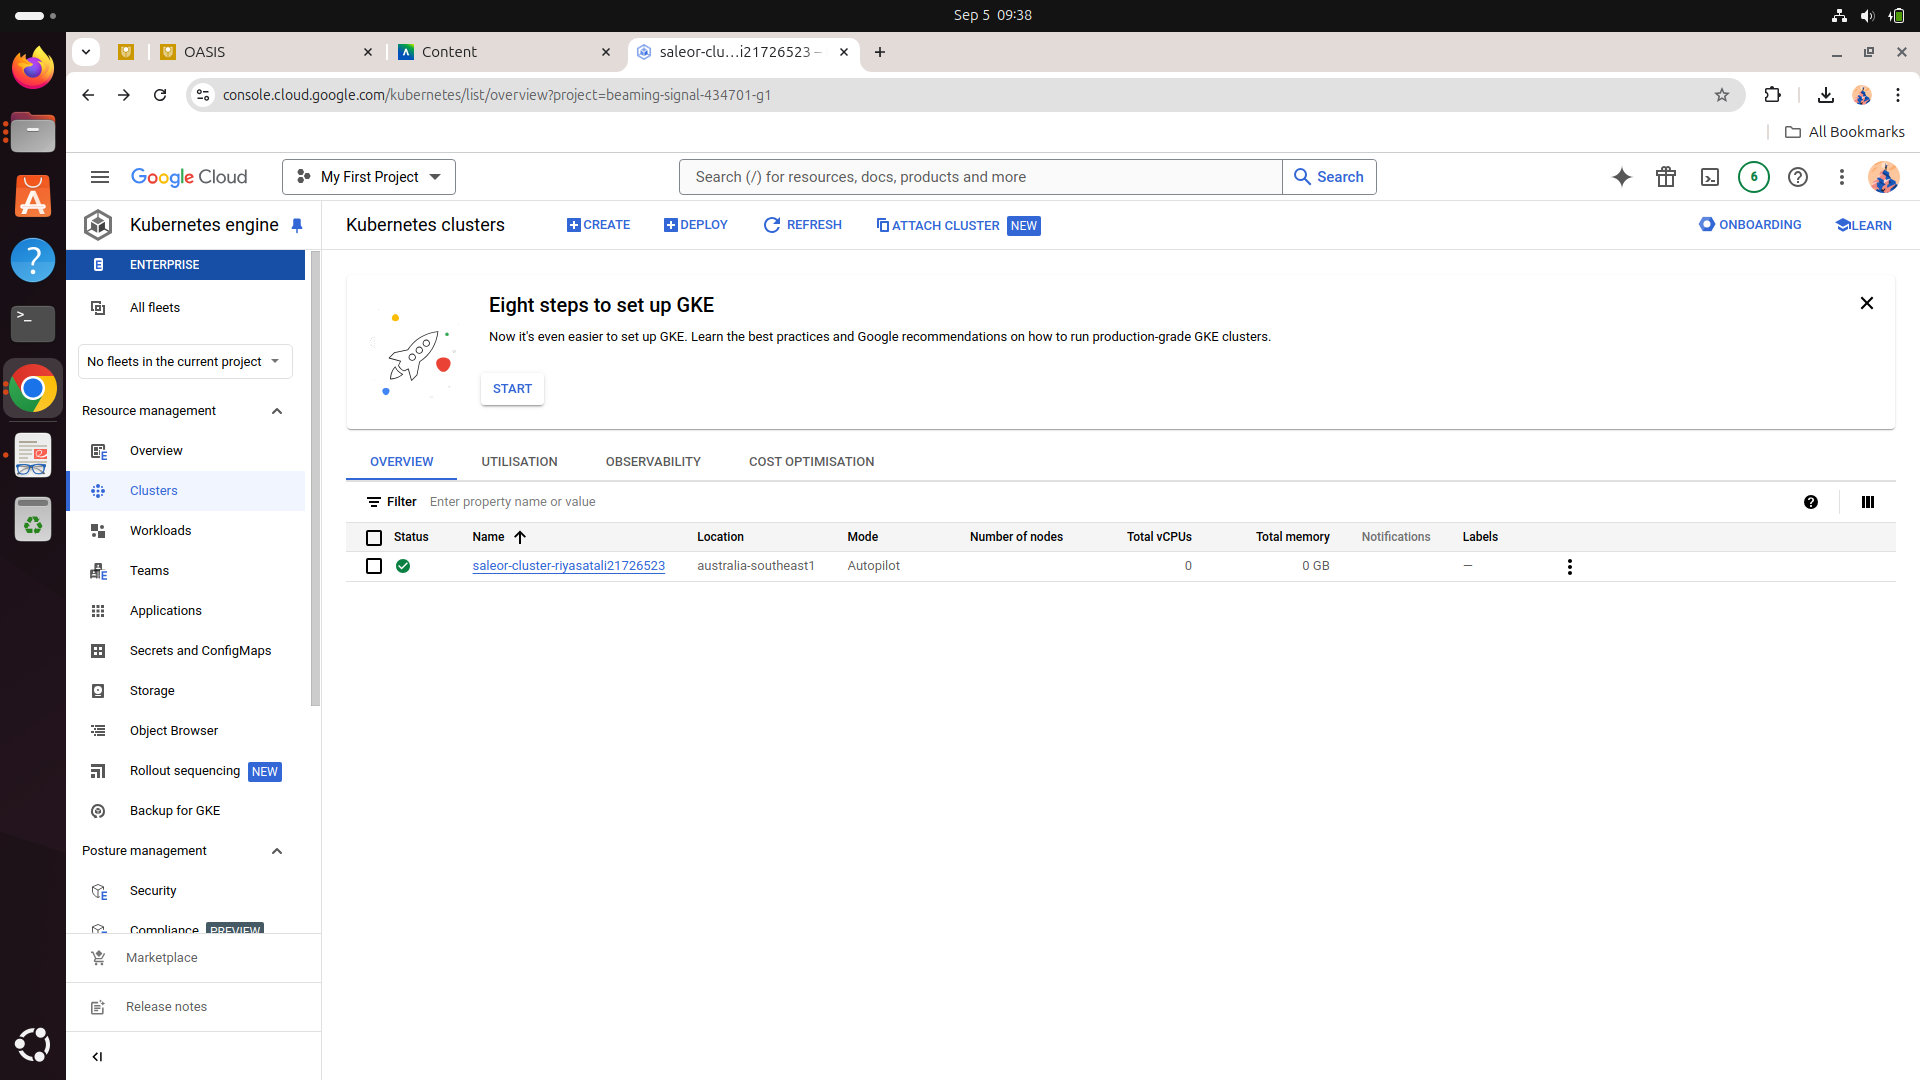 Sep 5 09:38
OASIS
Content
saleor-clu…i21726523 –
console.cloud.google.com/kubernetes/list/overview?project=beaming-signal-434701-g1
All Bookmarks
Google Cloud
My First Project
Search (/) for resources, docs, products and more
Search
6
Kubernetes engine
Kubernetes clusters
CREATE
DEPLOY
REFRESH
ATTACH CLUSTER NEW
ONBOARDING
LEARN
E ENTERPRISE
All fleets
No fleets in the current project
Resource management
Overview
Clusters
Workloads
Teams
Applications
Secrets and ConfigMaps
Storage
Object Browser
Rollout sequencing NEW
Backup for GKE
Posture management
Security
Compliance PREVIEW
Marketplace
Release notes
Eight steps to set up GKE
Now it's even easier to set up GKE. Learn the best practices and Google recommendations on how to run production-grade GKE clusters.
START
OVERVIEW UTILISATION OBSERVABILITY COST OPTIMISATION
Filter Enter property name or value
Status Name Location Mode Number of nodes Total vCPUs Total memory Notifications Labels
saleor-cluster-riyasatali21726523 australia-southeast1 Autopilot 0 0 GB —